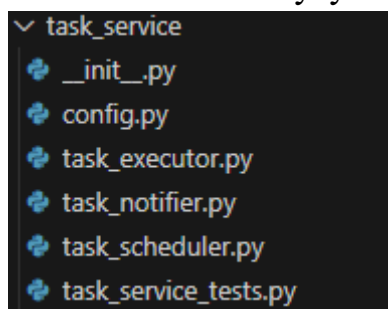 task_service
__init__.py
config.py
task_executor.py
task_notifier.py
task_scheduler.py
task_service_tests.py